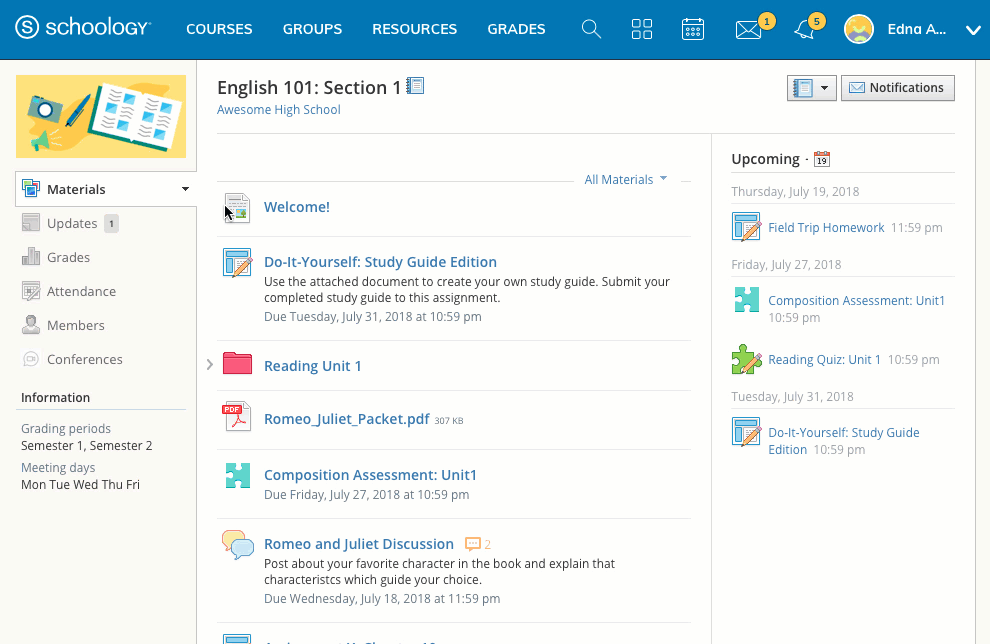 schoology
COURSES
GROUPS
RESOURCES
GRADES
1
5
Edna A...
English 101: Section 1
Awesome High School
Notifications
Materials
Updates 1
Grades
Attendance
Members
Conferences
Information
Grading periods
Semester 1, Semester 2
Meeting days
Mon Tue Wed Thu Fri
All Materials
Welcome!
Do-It-Yourself: Study Guide Edition
Use the attached document to create your own study guide. Submit your
completed study guide to this assignment.
Due Tuesday, July 31, 2018 at 10:59 pm
Reading Unit 1
PDF
Romeo_Juliet_Packet.pdf 307 KB
Composition Assessment: Unit1
Due Friday, July 27, 2018 at 10:59 pm
Romeo and Juliet Discussion 2
Post about your favorite character in the book and explain that
characteristcs which guide your choice.
Due Wednesday, July 18, 2018 at 11:59 pm
Upcoming · 19
Thursday, July 19, 2018
Field Trip Homework 11:59 pm
Friday, July 27, 2018
Composition Assessment: Unit1
10:59 pm
Reading Quiz: Unit 1 10:59 pm
Tuesday, July 31, 2018
Do-It-Yourself: Study Guide
Edition 10:59 pm